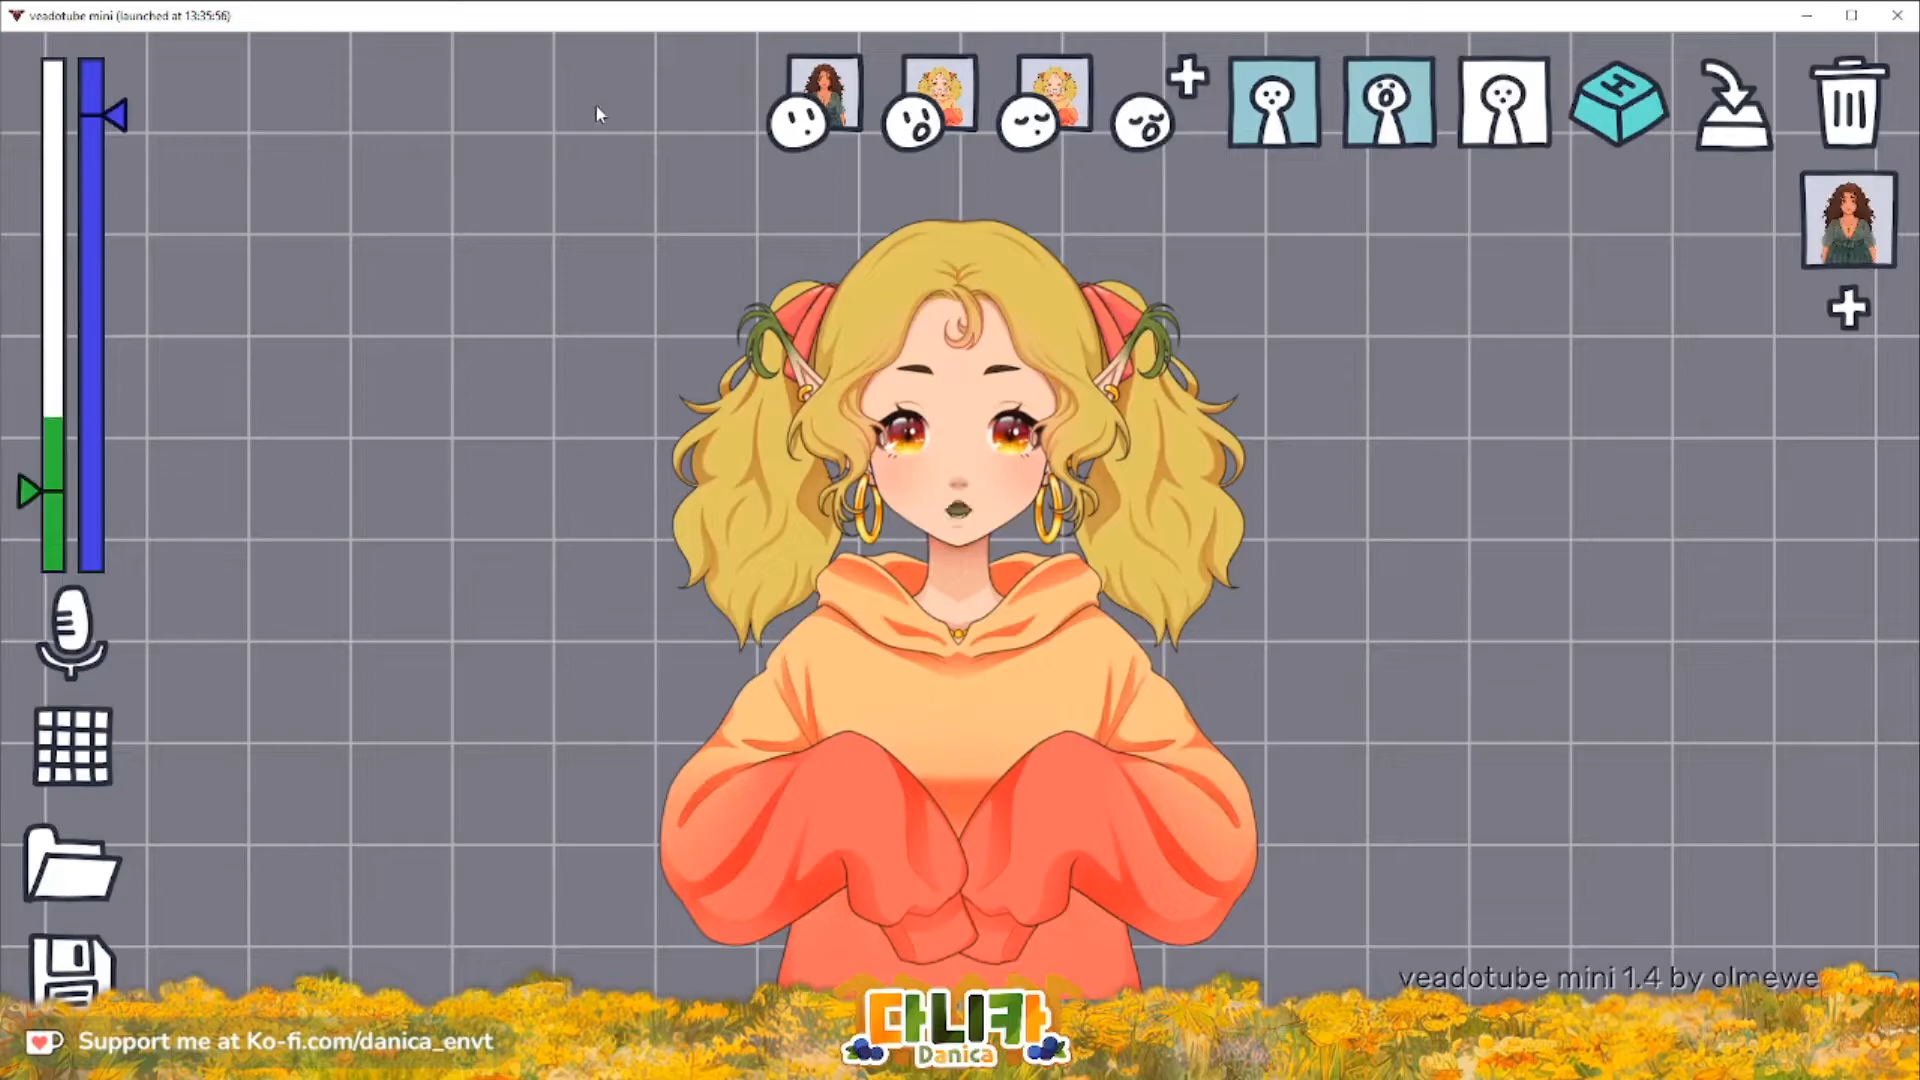 veadotube mini (launched at 13:35:56)
H
veadotube mini 1.4 by olmewe
다니카
Danica
Support me at Ko-fi.com/danica_envt